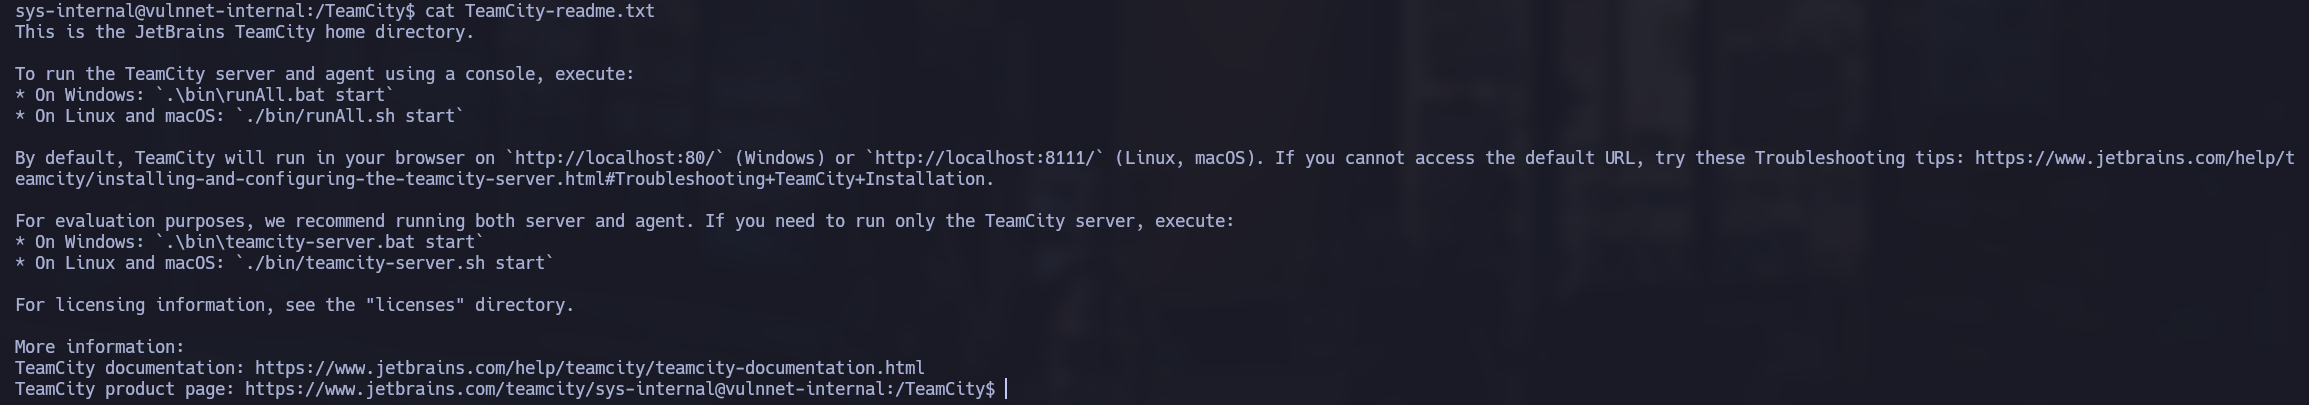 sys-internal@vulnnet-internal:/TeamCity$ cat TeamCity-readme.txt
This is the JetBrains TeamCity home directory.
To run the TeamCity server and agent using a console, execute:
* On Windows: `.\bin\runAll.bat start`
* On Linux and macOS: `./bin/runAll.sh start`
By default, TeamCity will run in your browser on `http://localhost:80/` (Windows) or `http://localhost:8111/` (Linux, macOS). If you cannot access the default URL, try these Troubleshooting tips: https://www.jetbrains.com/help/t
eamcity/installing-and-configuring-the-teamcity-server.html#Troubleshooting+TeamCity+Installation.
For evaluation purposes, we recommend running both server and agent. If you need to run only the TeamCity server, execute:
* On Windows: `.\bin\teamcity-server.bat start`
* On Linux and macOS: `./bin/teamcity-server.sh start`
For licensing information, see the "licenses" directory.
More information:
TeamCity documentation: https://www.jetbrains.com/help/teamcity/teamcity-documentation.html
TeamCity product page: https://www.jetbrains.com/teamcity/sys-internal@vulnnet-internal:/TeamCity$